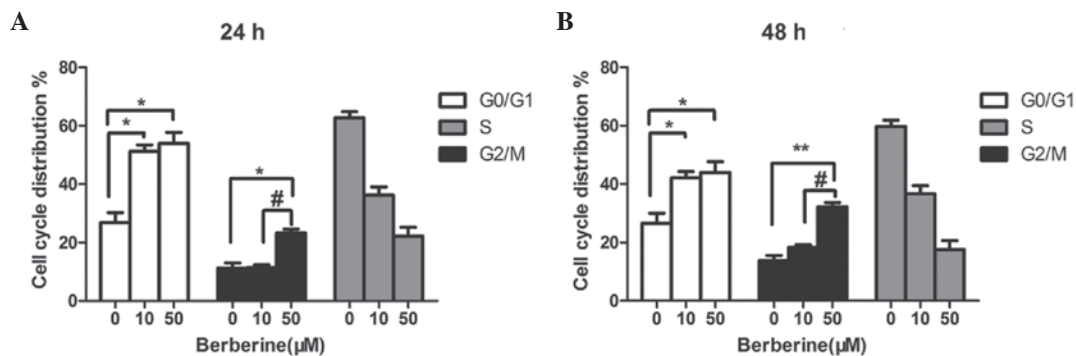 A
24 h
Cell cycle distribution %
80
60
40
20
0
*
*
*
#
0 10 50 0 10 50 0 10 50
Berberine(µM)
G0/G1
S
G2/M
B
48 h
Cell cycle distribution %
80
60
40
20
0
*
*
**
#
0 10 50 0 10 50 0 10 50
Berberine(µM)
G0/G1
S
G2/M